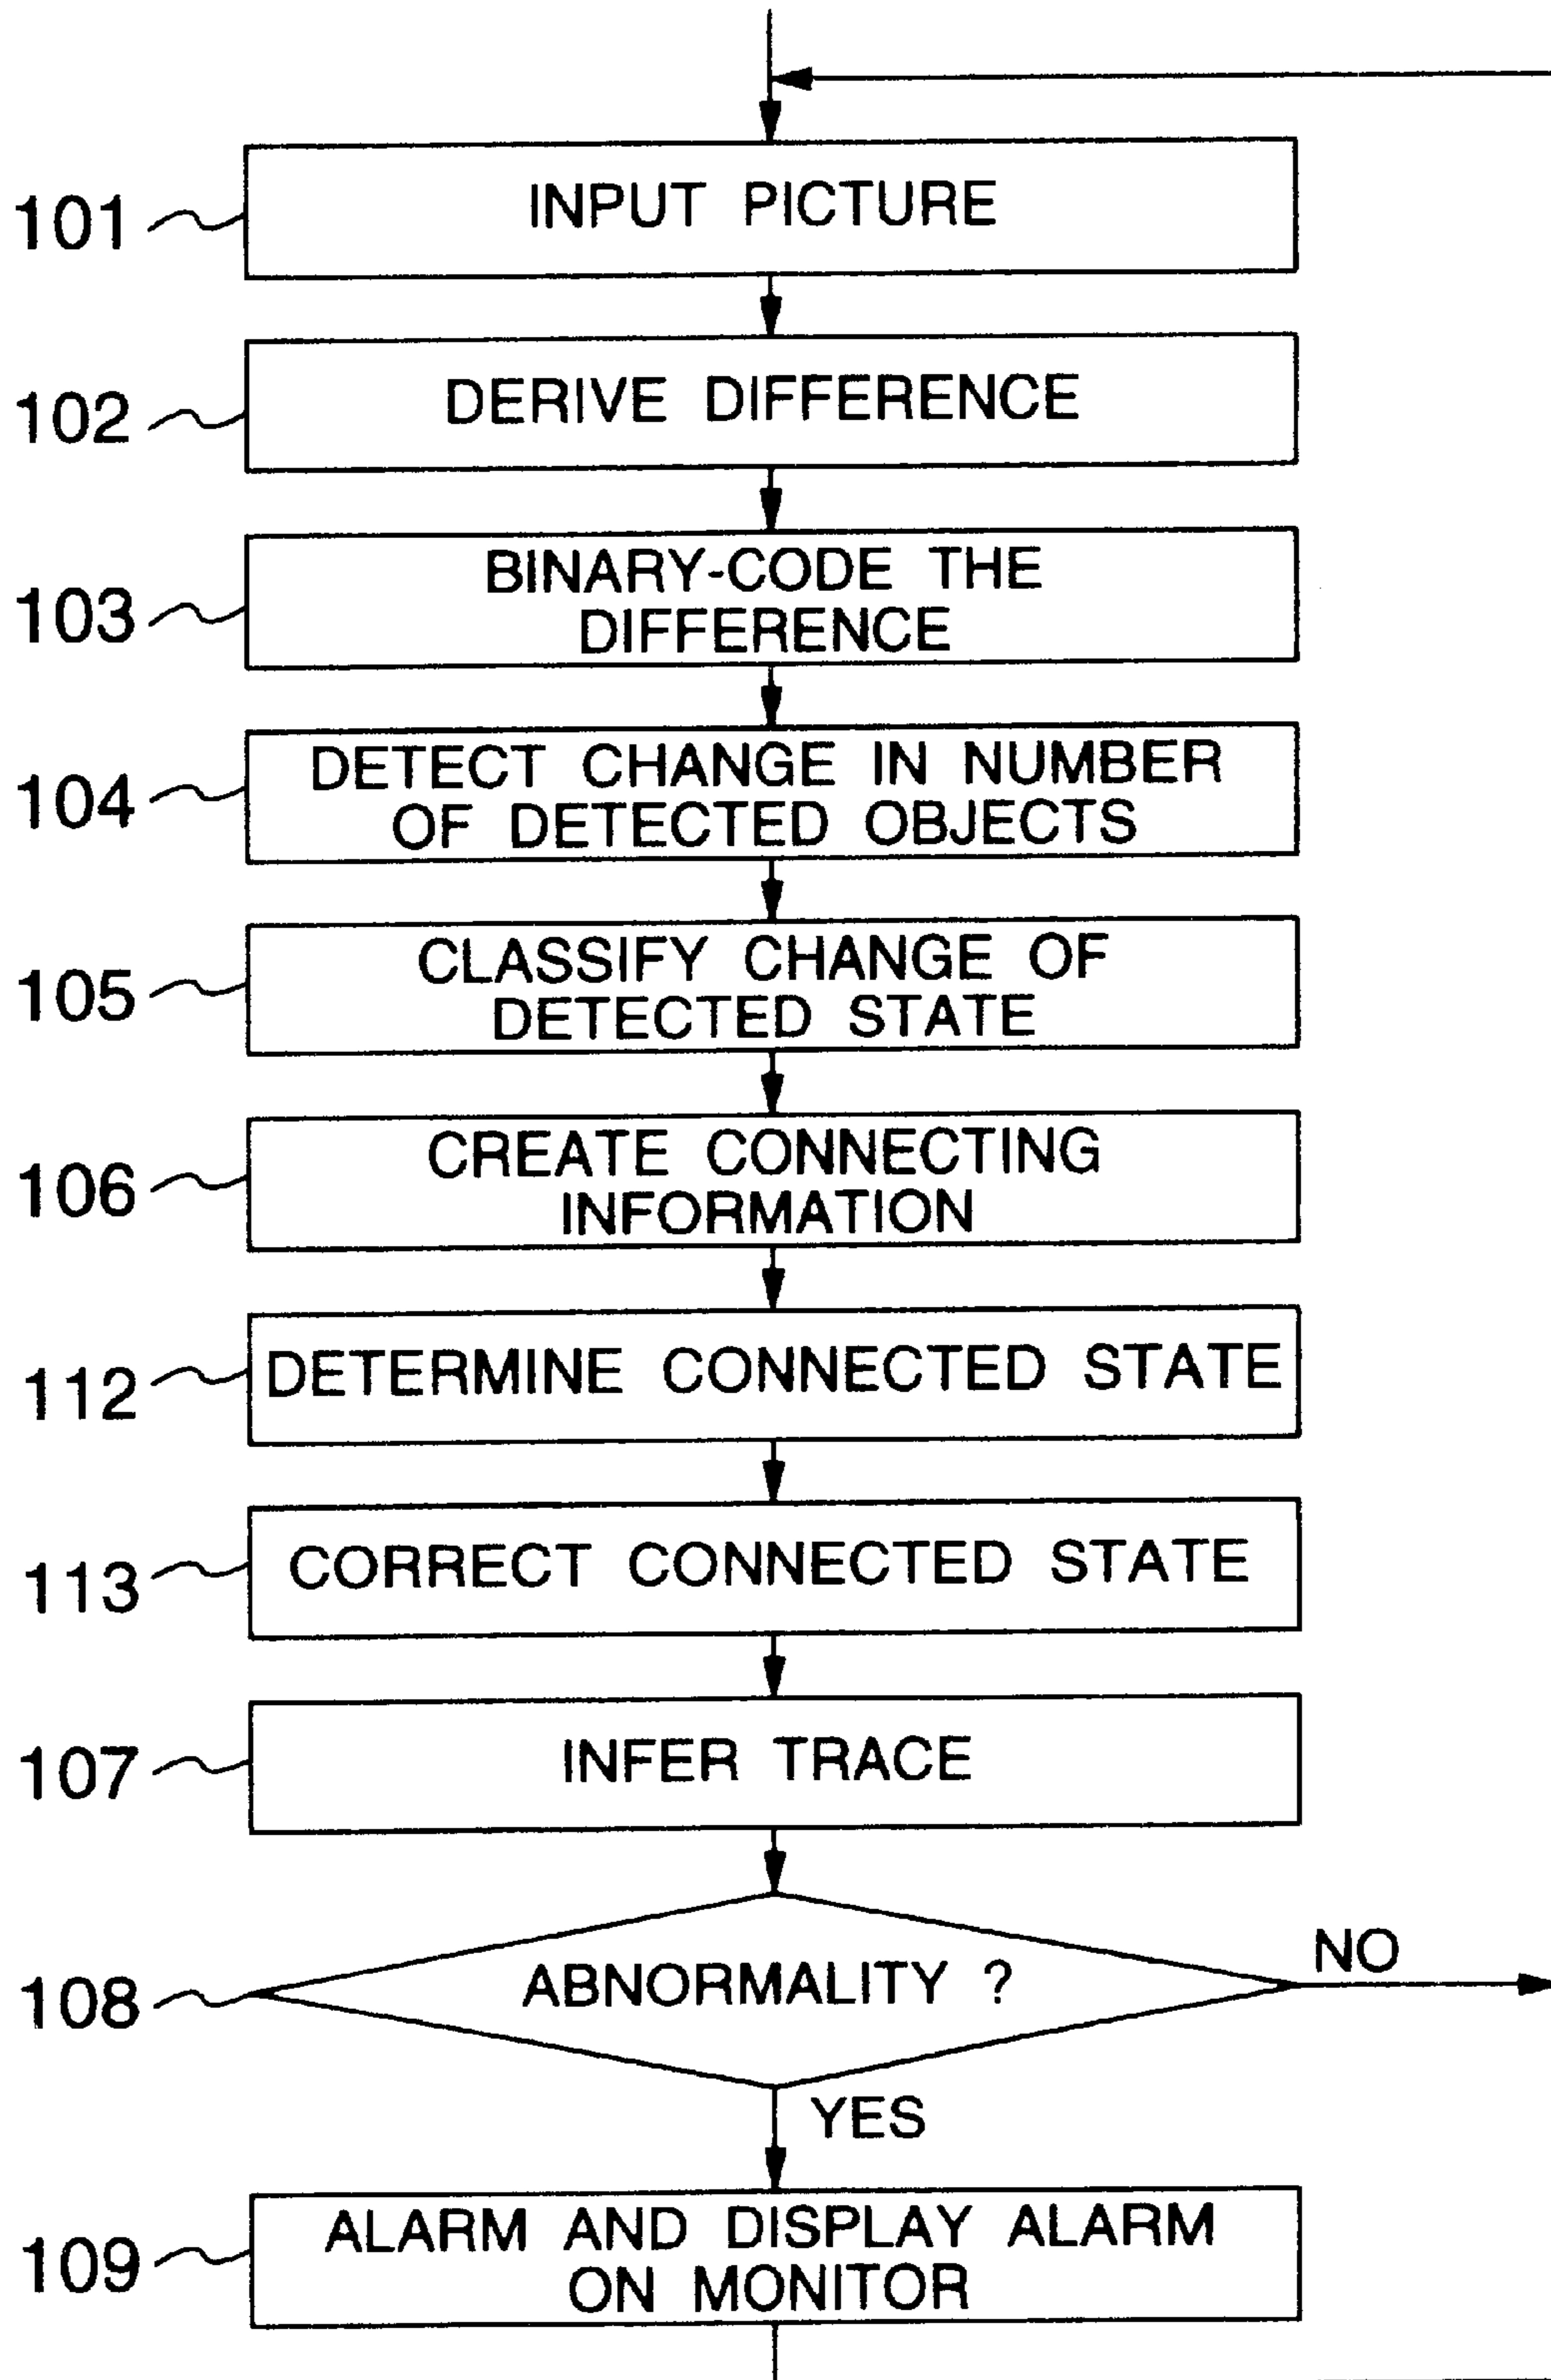 101 INPUT PICTURE
102 DERIVE DIFFERENCE
103 BINARY-CODE THE
DIFFERENCE
104 DETECT CHANGE IN NUMBER
OF DETECTED OBJECTS
105 CLASSIFY CHANGE OF
DETECTED STATE
106 CREATE CONNECTING
INFORMATION
112 DETERMINE CONNECTED STATE
113 CORRECT CONNECTED STATE
107 INFER TRACE
108 ABNORMALITY ? NO
YES
109 ALARM AND DISPLAY ALARM
ON MONITOR